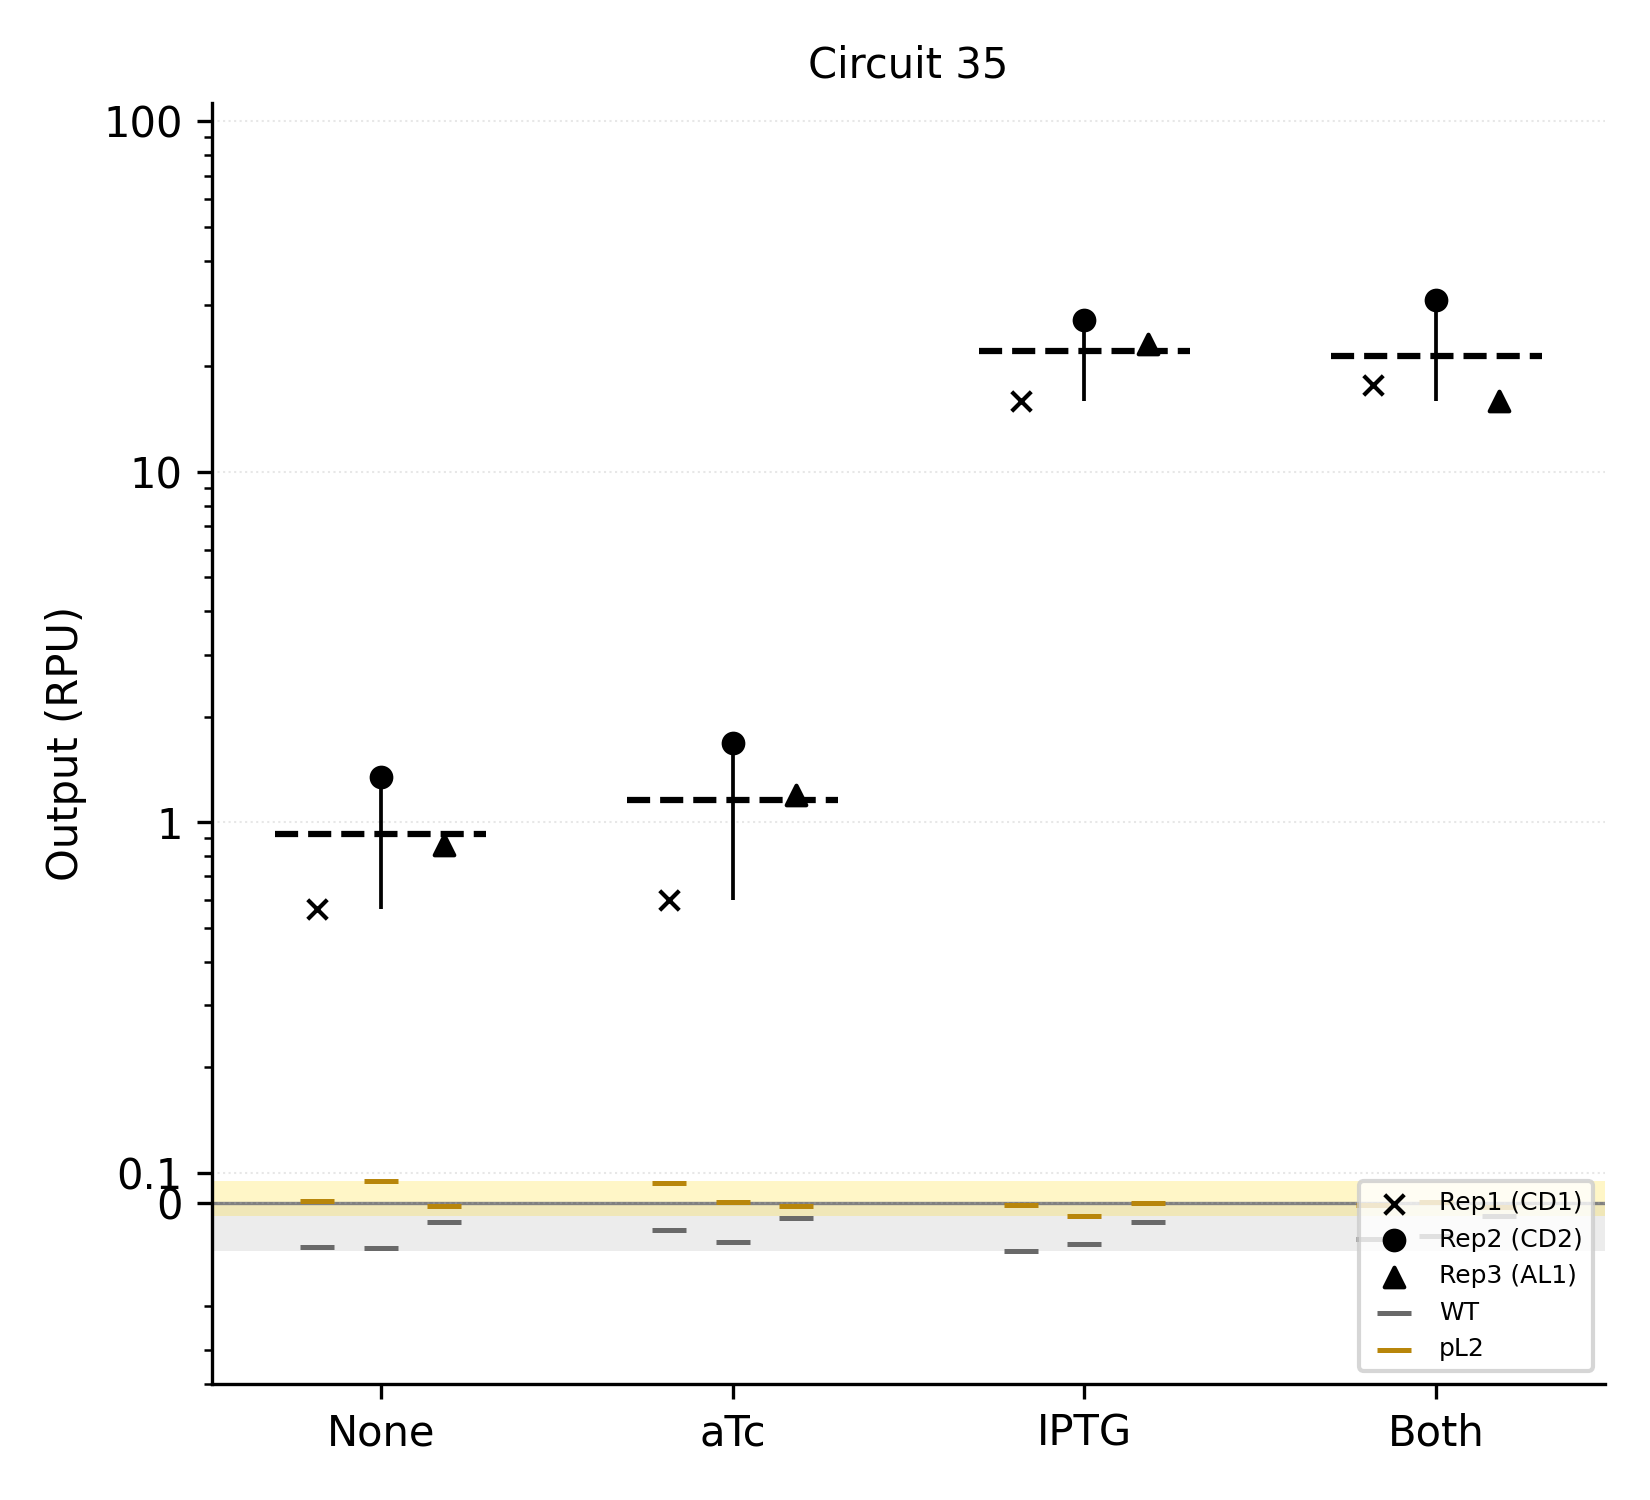 Circuit 35
100
10
1
0.1
0
Output (RPU)
None
aTc
IPTG
Both
Rep1 (CD1)
Rep2 (CD2)
Rep3 (AL1)
WT
pL2